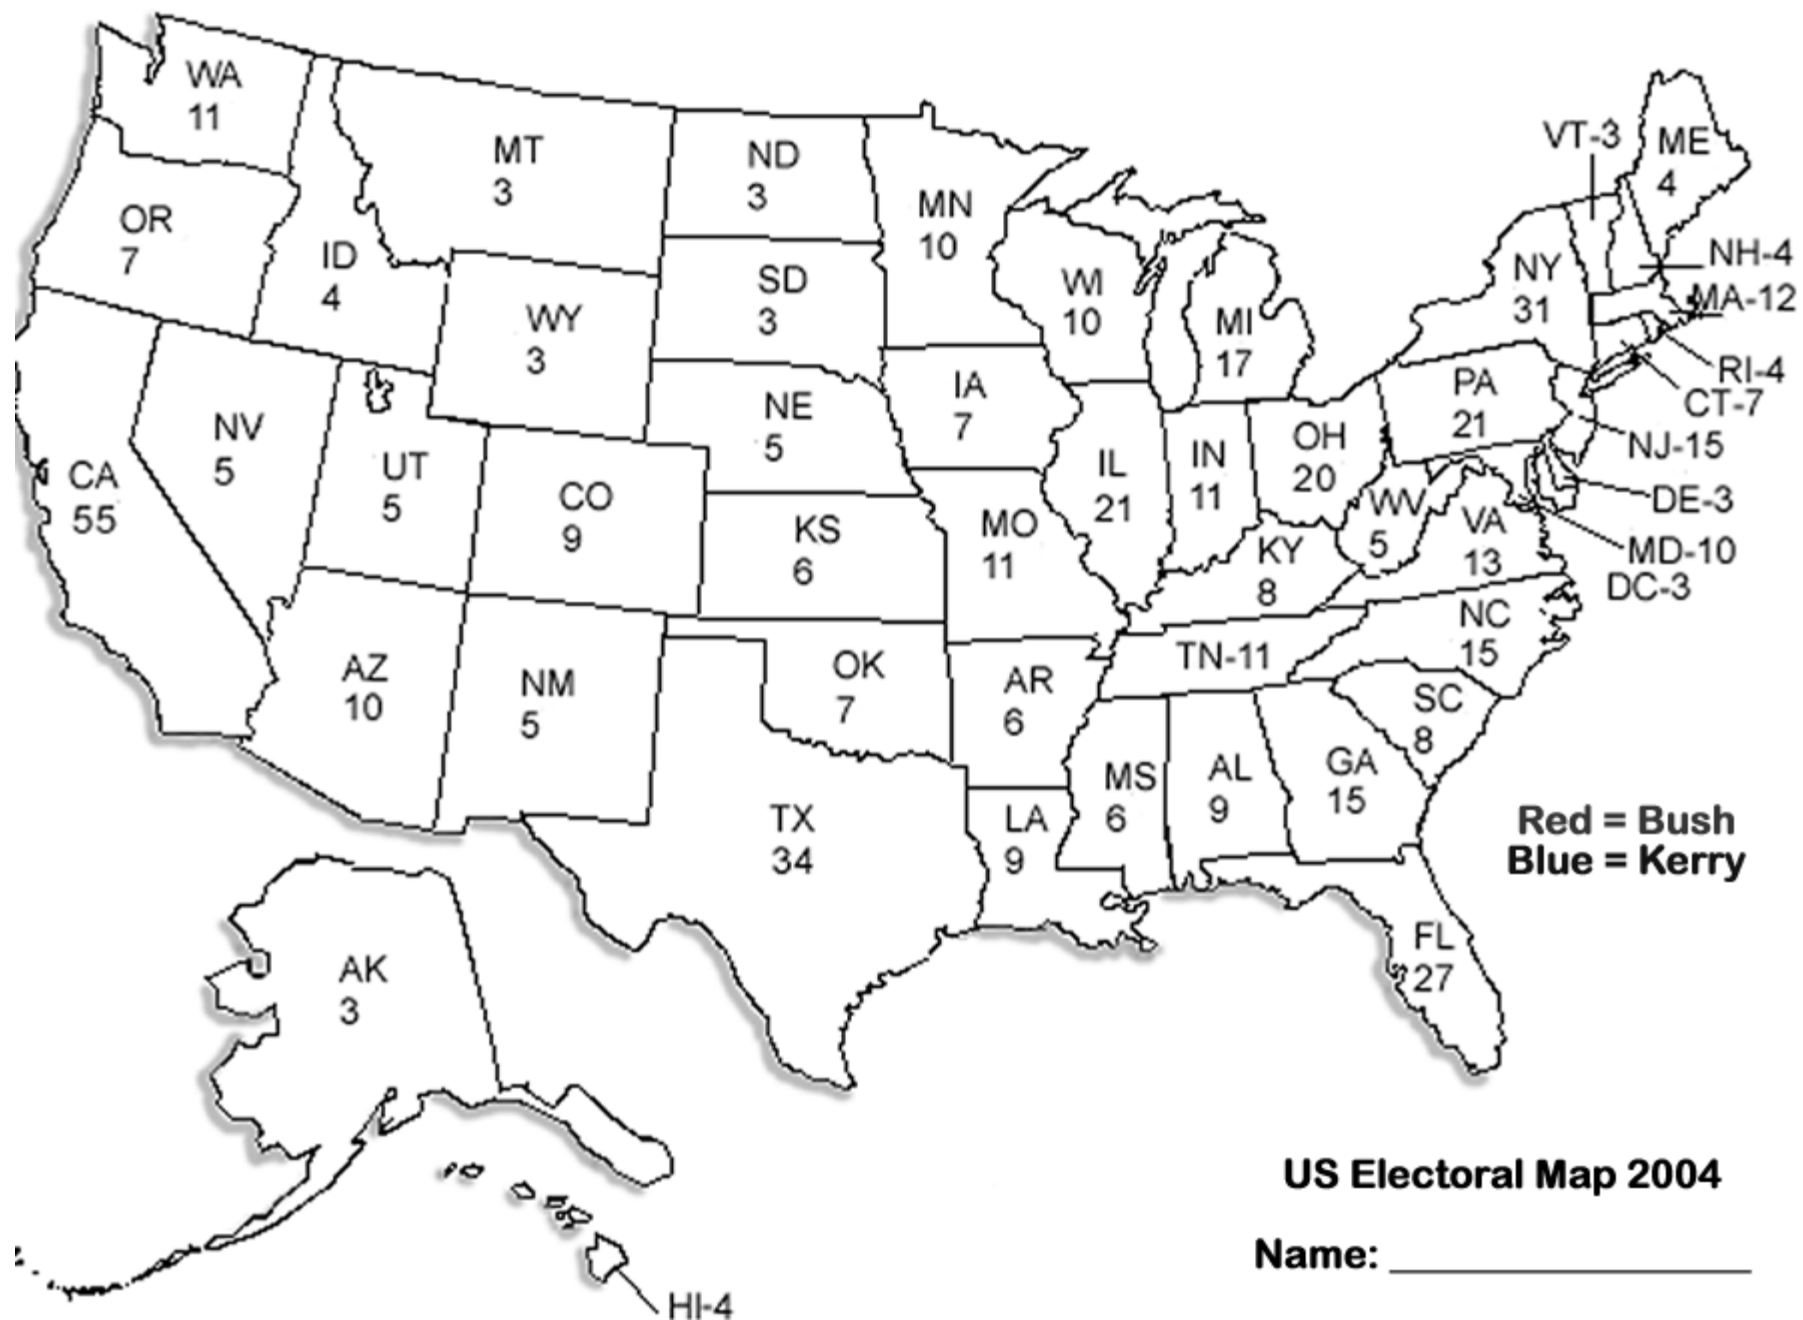 WA
11
OR
7
ID
4
MT
3
ND
3
MN
10
SD
3
WY
3
WI
10
MI
17
VT-3
ME
4
NY
31
NH-4
MA-12
RI-4
CT-7
NJ-15
DE-3
MD-10
DC-3
PA
21
IA
7
NE
5
NV
5
UT
5
CA
55
CO
9
KS
6
MO
11
IL
21
IN
11
OH
20
WV
5
VA
13
KY
8
NC
15
TN-11
SC
8
AZ
10
NM
5
OK
7
AR
6
MS
6
AL
9
GA
15
TX
34
LA
9
FL
27
Red = Bush
Blue = Kerry
AK
3
HI-4
US Electoral Map 2004
Name: ____________________